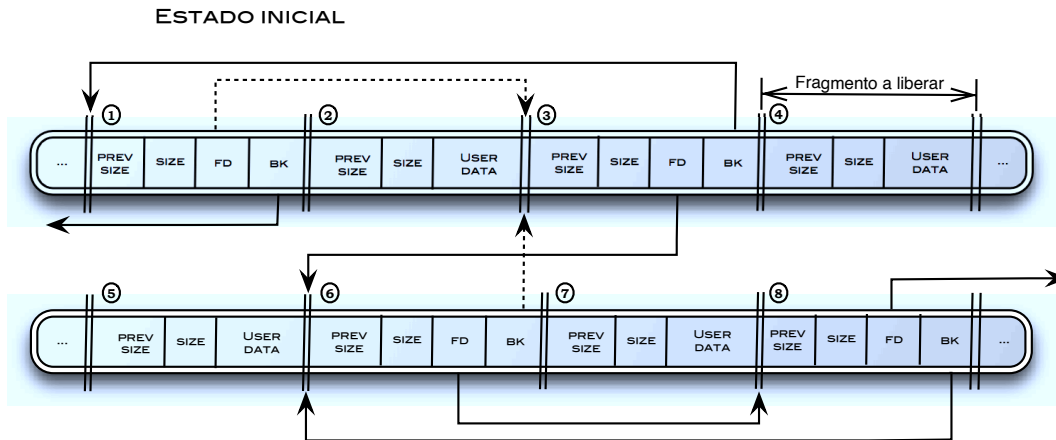 ESTADO INICIAL
Fragmento a liberar
1 2 3 4
... PREV SIZE SIZE FD BK PREV SIZE SIZE USER DATA PREV SIZE SIZE FD BK PREV SIZE SIZE USER DATA ...
5 6 7 8
... PREV SIZE SIZE USER DATA PREV SIZE SIZE FD BK PREV SIZE SIZE USER DATA PREV SIZE SIZE FD BK ...